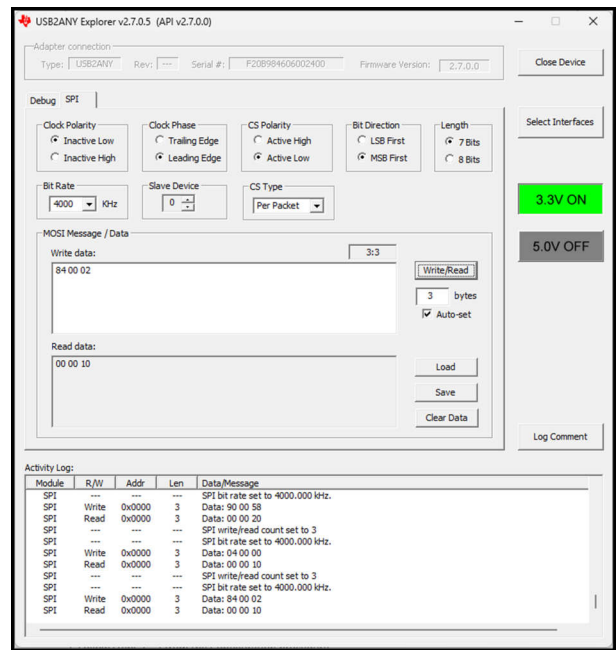 USB2ANY Explorer v2.7.0.5 (API v2.7.0.0)
Adapter connection
Type: USB2ANY Rev: --- Serial #: F20B984606002400 Firmware Version: 2.7.0.0
Close Device
Debug SPI
Select Interfaces
Clock Polarity Clock Phase CS Polarity Bit Direction Length
Inactive Low Trailing Edge Active High LSB First 7 Bits
Inactive High Leading Edge Active Low MSB First 8 Bits
Bit Rate Slave Device CS Type
4000 KHz 0 Per Packet
3.3V ON
5.0V OFF
MOSI Message / Data
Write data: 3:3
84 00 02 Write/Read
3 bytes
Auto-set
Read data:
00 00 10
Load
Save
Clear Data
Log Comment
Activity Log:
Module R/W Addr Len Data/Message
SPI --- --- --- SPI bit rate set to 4000.000 kHz.
SPI Write 0x0000 3 Data: 90 00 58
SPI Read 0x0000 3 Data: 00 00 20
SPI --- --- --- SPI write/read count set to 3
SPI --- --- --- SPI bit rate set to 4000.000 kHz.
SPI Write 0x0000 3 Data: 04 00 00
SPI Read 0x0000 3 Data: 00 00 10
SPI --- --- --- SPI write/read count set to 3
SPI --- --- --- SPI bit rate set to 4000.000 kHz.
SPI Write 0x0000 3 Data: 84 00 02
SPI Read 0x0000 3 Data: 00 00 10